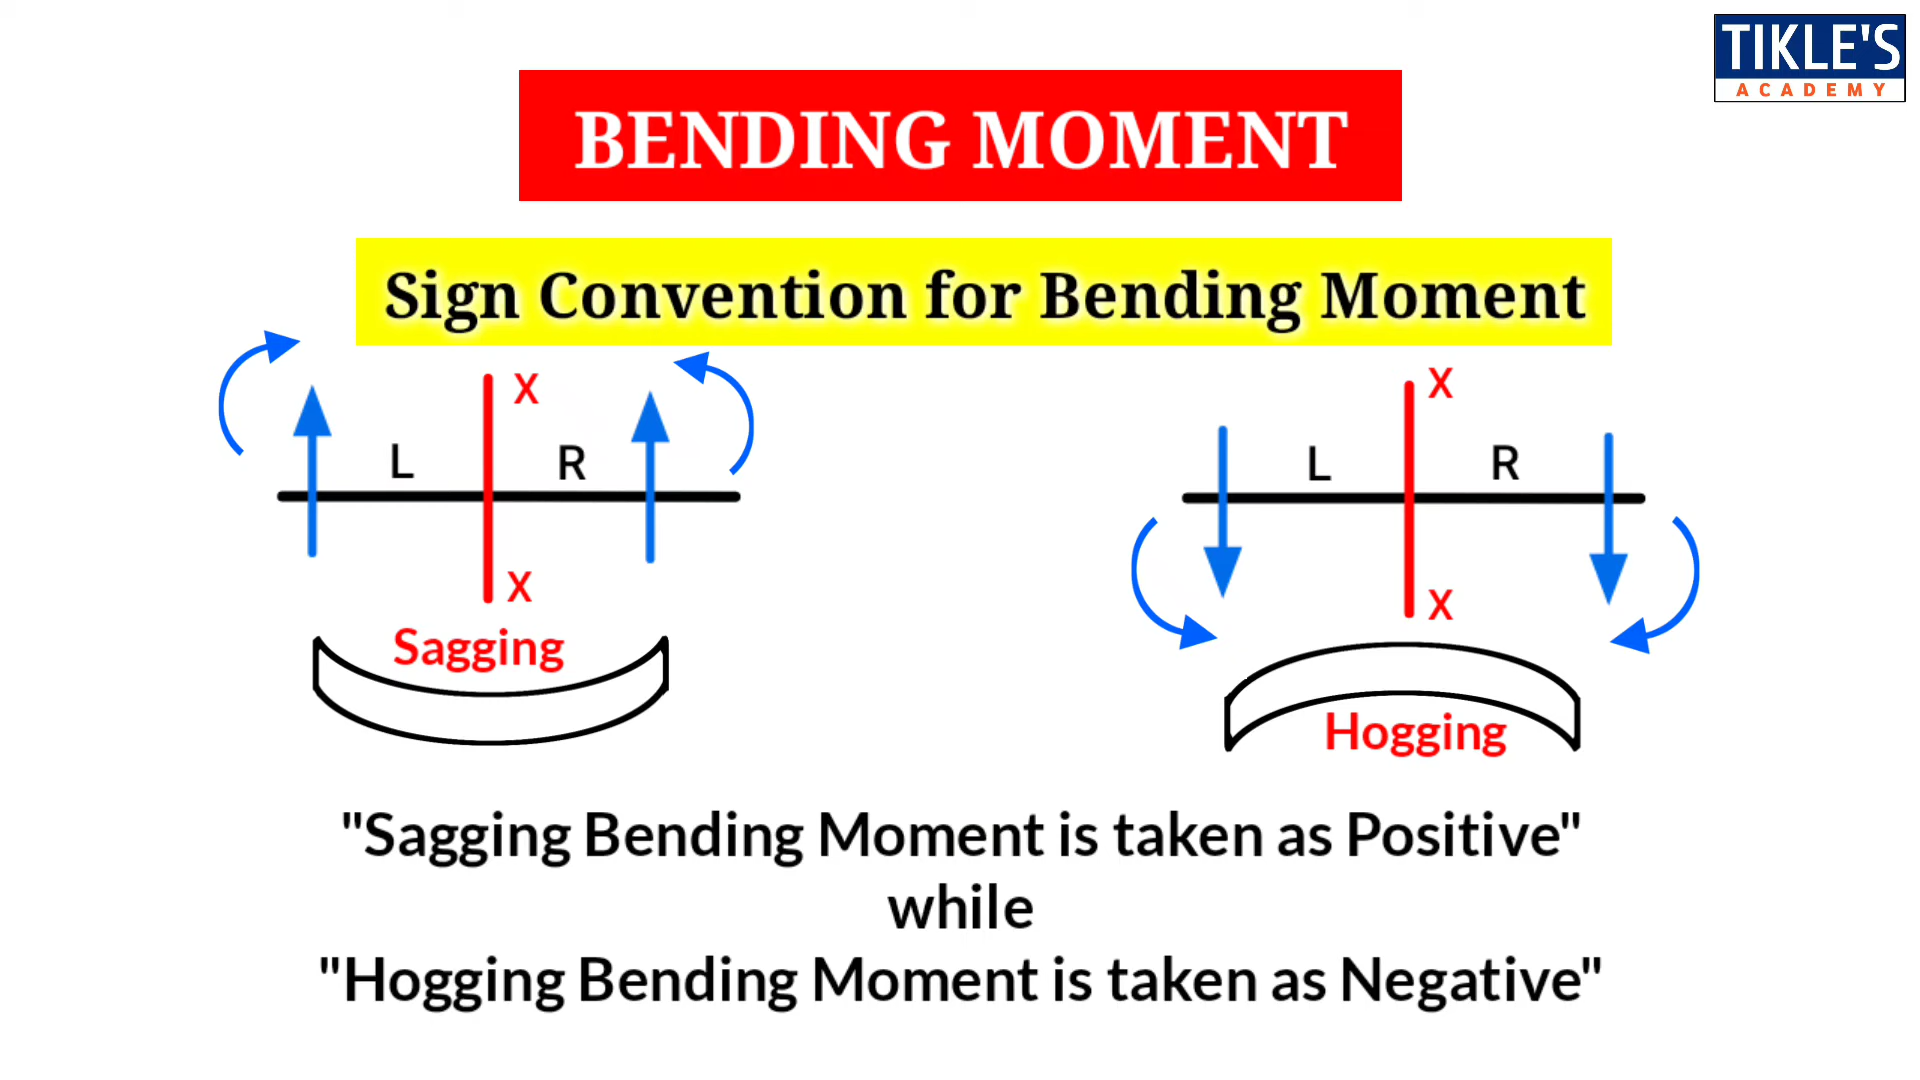 TIKLE'S
ACADEMY
BENDING MOMENT
Sign Convention for Bending Moment
X
L
R
X
Sagging
X
L
R
X
Hogging
"Sagging Bending Moment is taken as Positive"
while
"Hogging Bending Moment is taken as Negative"